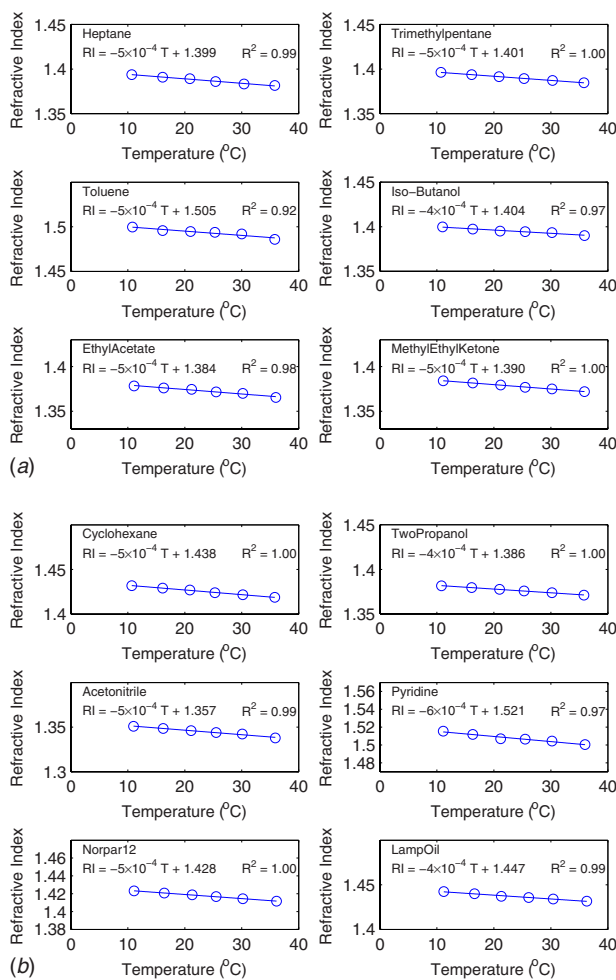 Heptane
RI = −5×10⁻⁴ T + 1.399 R² = 0.99
Refractive Index
1.45
1.4
1.35
0 10 20 30 40
Temperature (°C)
Trimethylpentane
RI = −5×10⁻⁴ T + 1.401 R² = 1.00
Refractive Index
1.45
1.4
1.35
0 10 20 30 40
Temperature (°C)
Toluene
RI = −5×10⁻⁴ T + 1.505 R² = 0.92
Refractive Index
1.5
1.45
0 10 20 30 40
Temperature (°C)
Iso−Butanol
RI = −4×10⁻⁴ T + 1.404 R² = 0.97
Refractive Index
1.45
1.4
1.35
0 10 20 30 40
Temperature (°C)
EthylAcetate
RI = −5×10⁻⁴ T + 1.384 R² = 0.98
Refractive Index
1.4
1.35
0 10 20 30 40
Temperature (°C)
MethylEthylKetone
RI = −5×10⁻⁴ T + 1.390 R² = 1.00
Refractive Index
1.4
1.35
0 10 20 30 40
Temperature (°C)
(a)
Cyclohexane
RI = −5×10⁻⁴ T + 1.438 R² = 1.00
Refractive Index
1.45
1.4
0 10 20 30 40
Temperature (°C)
TwoPropanol
RI = −4×10⁻⁴ T + 1.386 R² = 1.00
Refractive Index
1.45
1.4
1.35
0 10 20 30 40
Temperature (°C)
Acetonitrile
RI = −5×10⁻⁴ T + 1.357 R² = 0.99
Refractive Index
1.35
1.3
0 10 20 30 40
Temperature (°C)
Pyridine
RI = −6×10⁻⁴ T + 1.521 R² = 0.97
Refractive Index
1.56
1.54
1.52
1.5
1.48
0 10 20 30 40
Temperature (°C)
Norpar12
RI = −5×10⁻⁴ T + 1.428 R² = 1.00
Refractive Index
1.46
1.44
1.42
1.4
1.38
0 10 20 30 40
Temperature (°C)
LampOil
RI = −4×10⁻⁴ T + 1.447 R² = 0.99
Refractive Index
1.45
1.4
0 10 20 30 40
Temperature (°C)
(b)